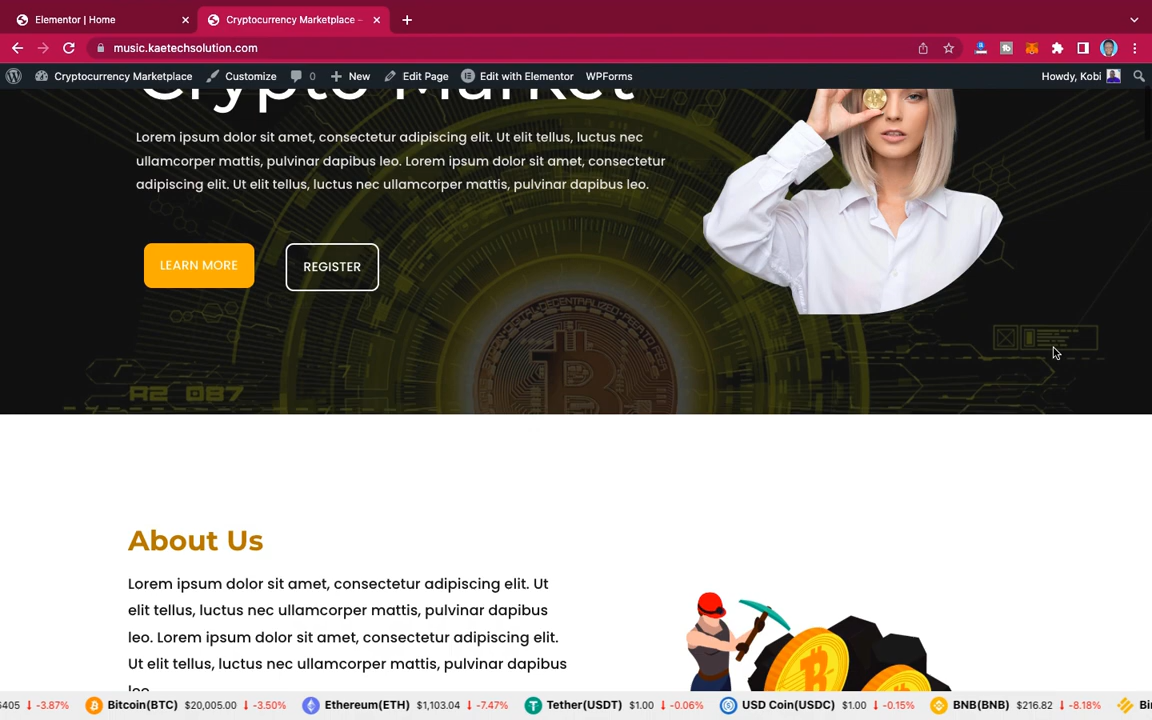 Elementor | Home
Cryptocurrency Marketplace –
music.kaetechsolution.com
Cryptocurrency Marketplace
Customize
0
New
Edit Page
Edit with Elementor
WPForms
Howdy, Kobi
Crypto Market
Lorem ipsum dolor sit amet, consectetur adipiscing elit. Ut elit tellus, luctus nec
ullamcorper mattis, pulvinar dapibus leo. Lorem ipsum dolor sit amet, consectetur
adipiscing elit. Ut elit tellus, luctus nec ullamcorper mattis, pulvinar dapibus leo.
LEARN MORE
REGISTER
About Us
Lorem ipsum dolor sit amet, consectetur adipiscing elit. Ut
elit tellus, luctus nec ullamcorper mattis, pulvinar dapibus
leo. Lorem ipsum dolor sit amet, consectetur adipiscing elit.
Ut elit tellus, luctus nec ullamcorper mattis, pulvinar dapibus
leo.
-3.87% Bitcoin(BTC) $20,005.00 -3.50% Ethereum(ETH) $1,103.04 -7.47% Tether(USDT) $1.00 -0.06% USD Coin(USDC) $1.00 -0.15% BNB(BNB) $216.82 -8.18%